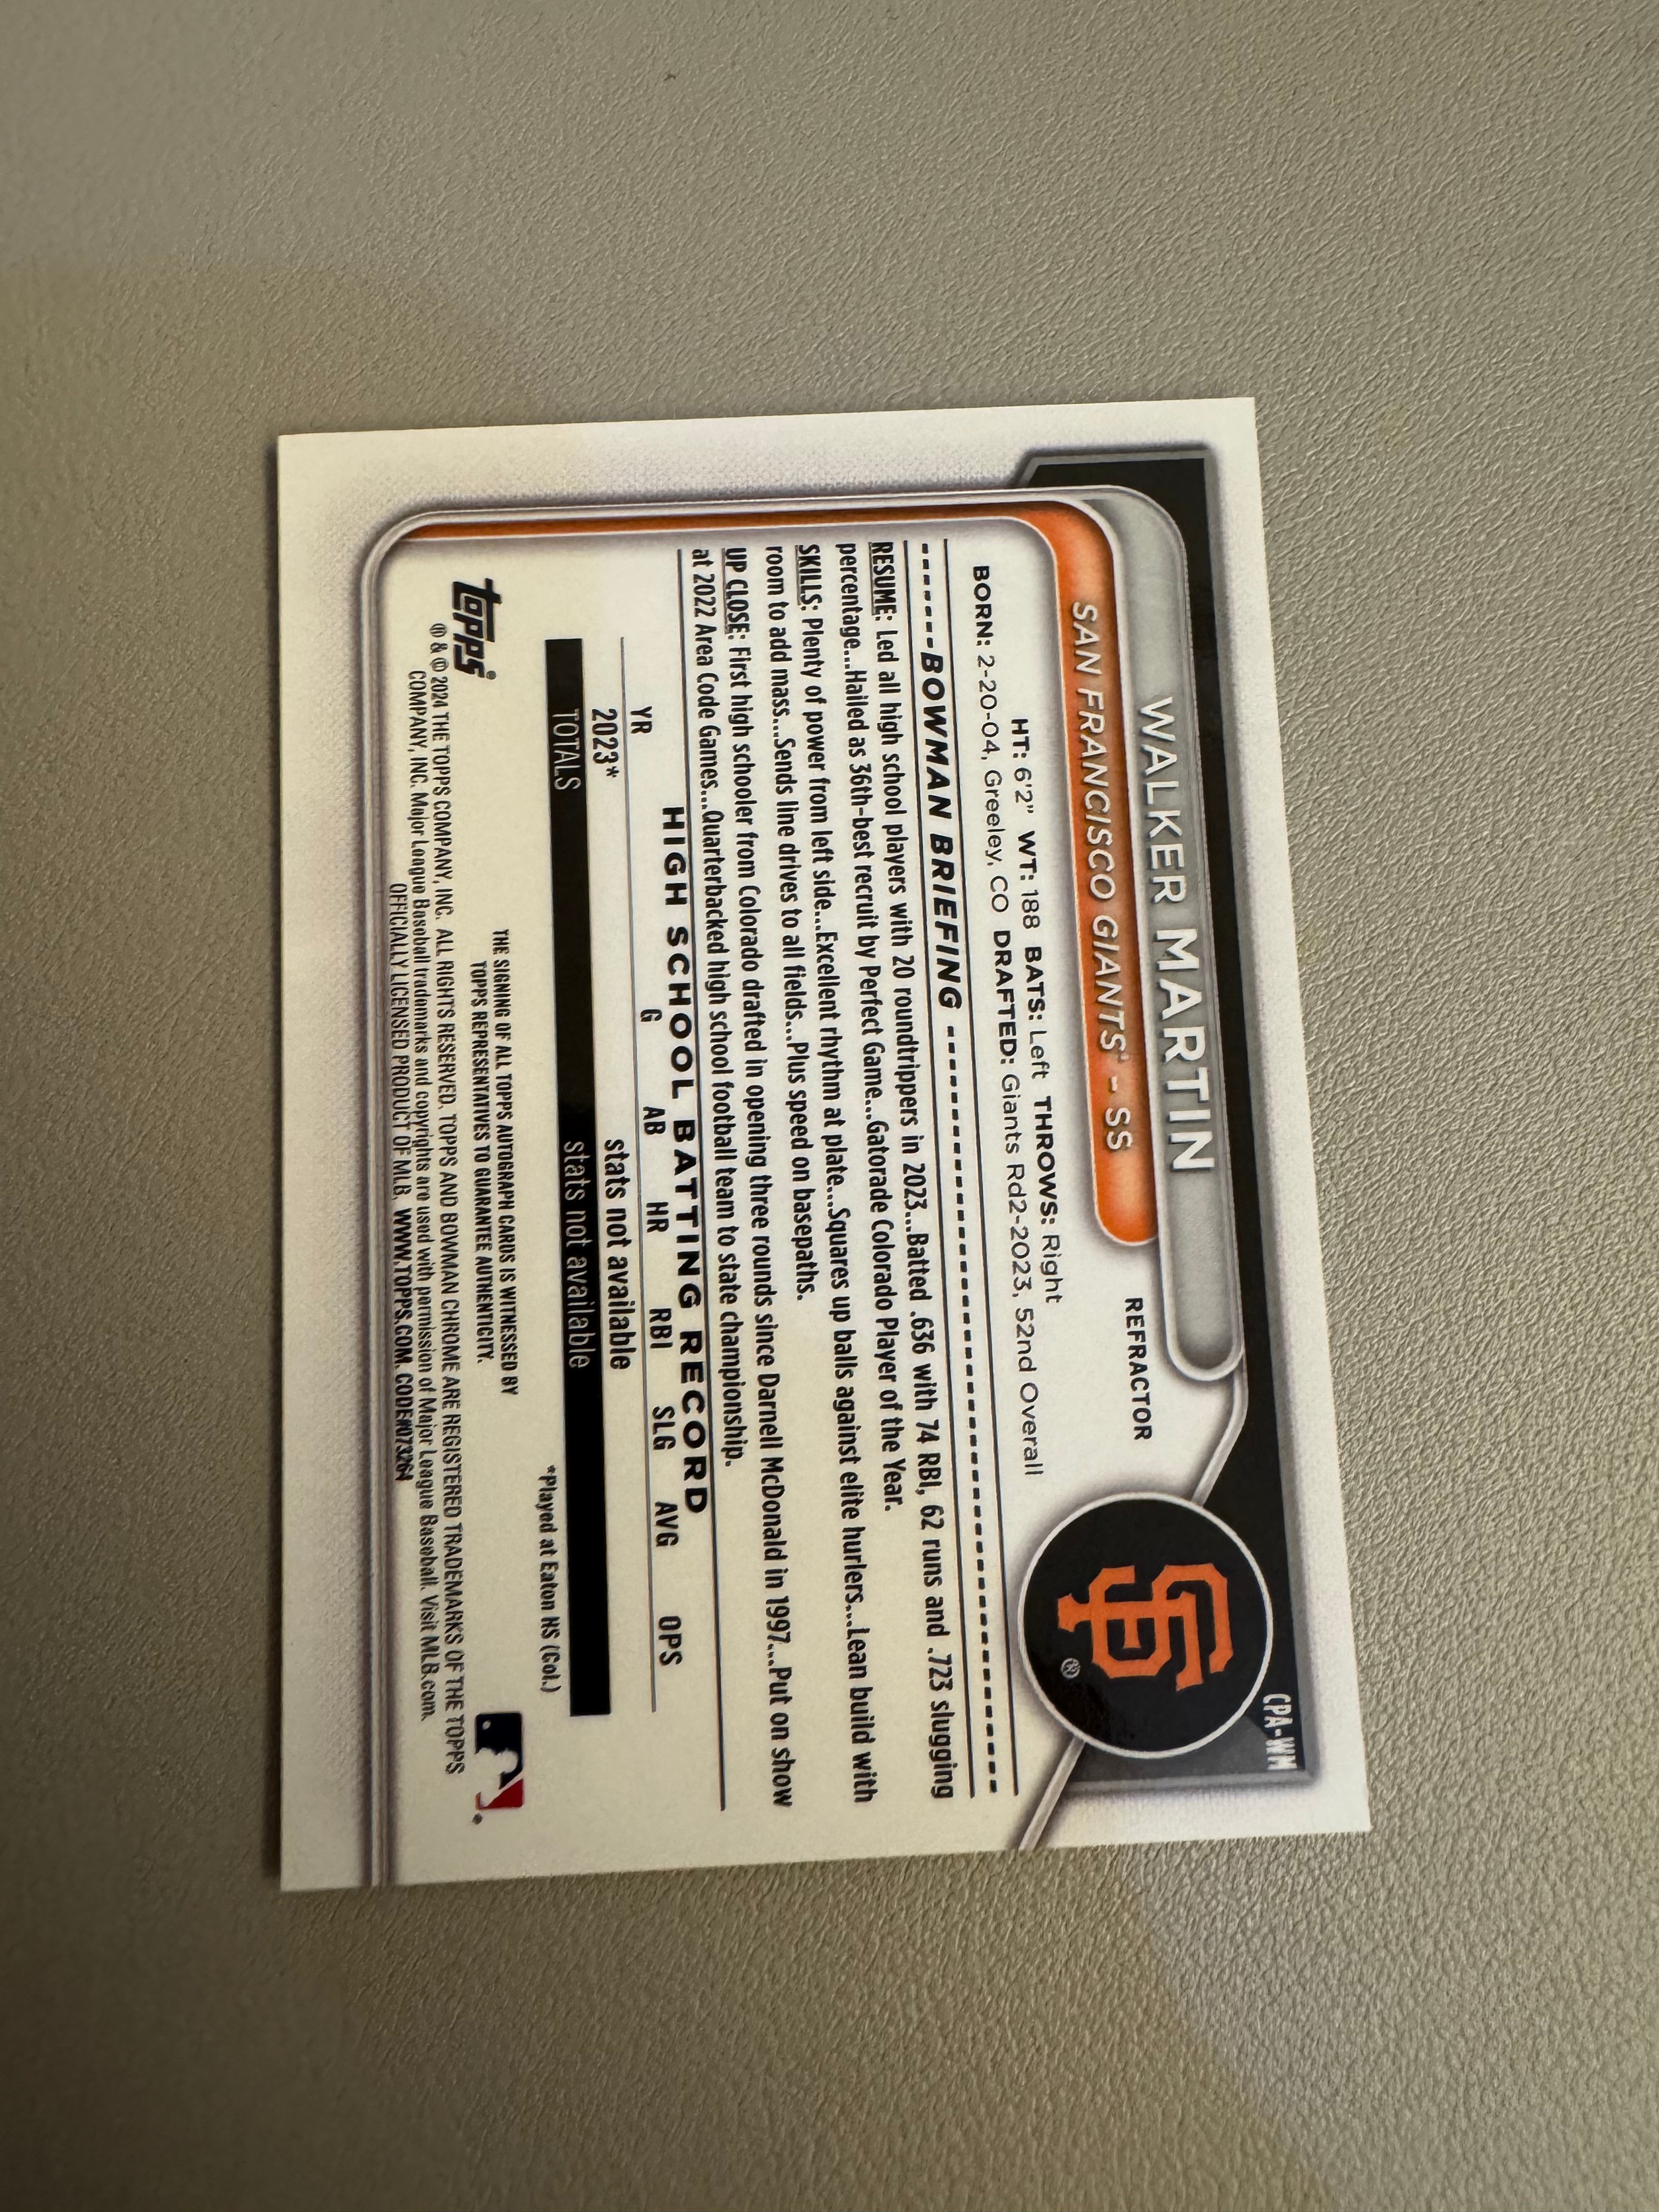 CPA-WM
WALKER MARTIN
SAN FRANCISCO GIANTS® - SS
REFRACTOR
SF®
HT: 6'2" WT: 188 BATS: Left THROWS: Right
BORN: 2-20-04, Greeley, CO DRAFTED: Giants Rd2-2023, 52nd Overall
BOWMAN BRIEFING
RESUME: Led all high school players with 20 roundtrippers in 2023...Batted .636 with 74 RBI, 62 runs and .723 slugging
percentage...Hailed as 36th-best recruit by Perfect Game...Gatorade Colorado Player of the Year.
SKILLS: Plenty of power from left side...Excellent rhythm at plate...Squares up balls against elite hurlers...Lean build with
room to add mass...Sends line drives to all fields...Plus speed on basepaths.
UP CLOSE: First high schooler from Colorado drafted in opening three rounds since Darnell McDonald in 1997...Put on show
at 2022 Area Code Games...Quarterbacked high school football team to state championship.
HIGH SCHOOL BATTING RECORD
YR G AB HR RBI SLG AVG OPS
2023* stats not available
TOTALS stats not available
*Played at Eaton HS (Col.)
THE SIGNING OF ALL TOPPS AUTOGRAPH CARDS IS WITNESSED BY
TOPPS REPRESENTATIVES TO GUARANTEE AUTHENTICITY.
topps®
® & © 2024 THE TOPPS COMPANY, INC. ALL RIGHTS RESERVED. TOPPS AND BOWMAN CHROME ARE REGISTERED TRADEMARKS OF THE TOPPS
COMPANY, INC. Major League Baseball trademarks and copyrights are used with permission of Major League Baseball. Visit MLB.com.
OFFICIALLY LICENSED PRODUCT OF MLB. WWW.TOPPS.COM. CODE#073264